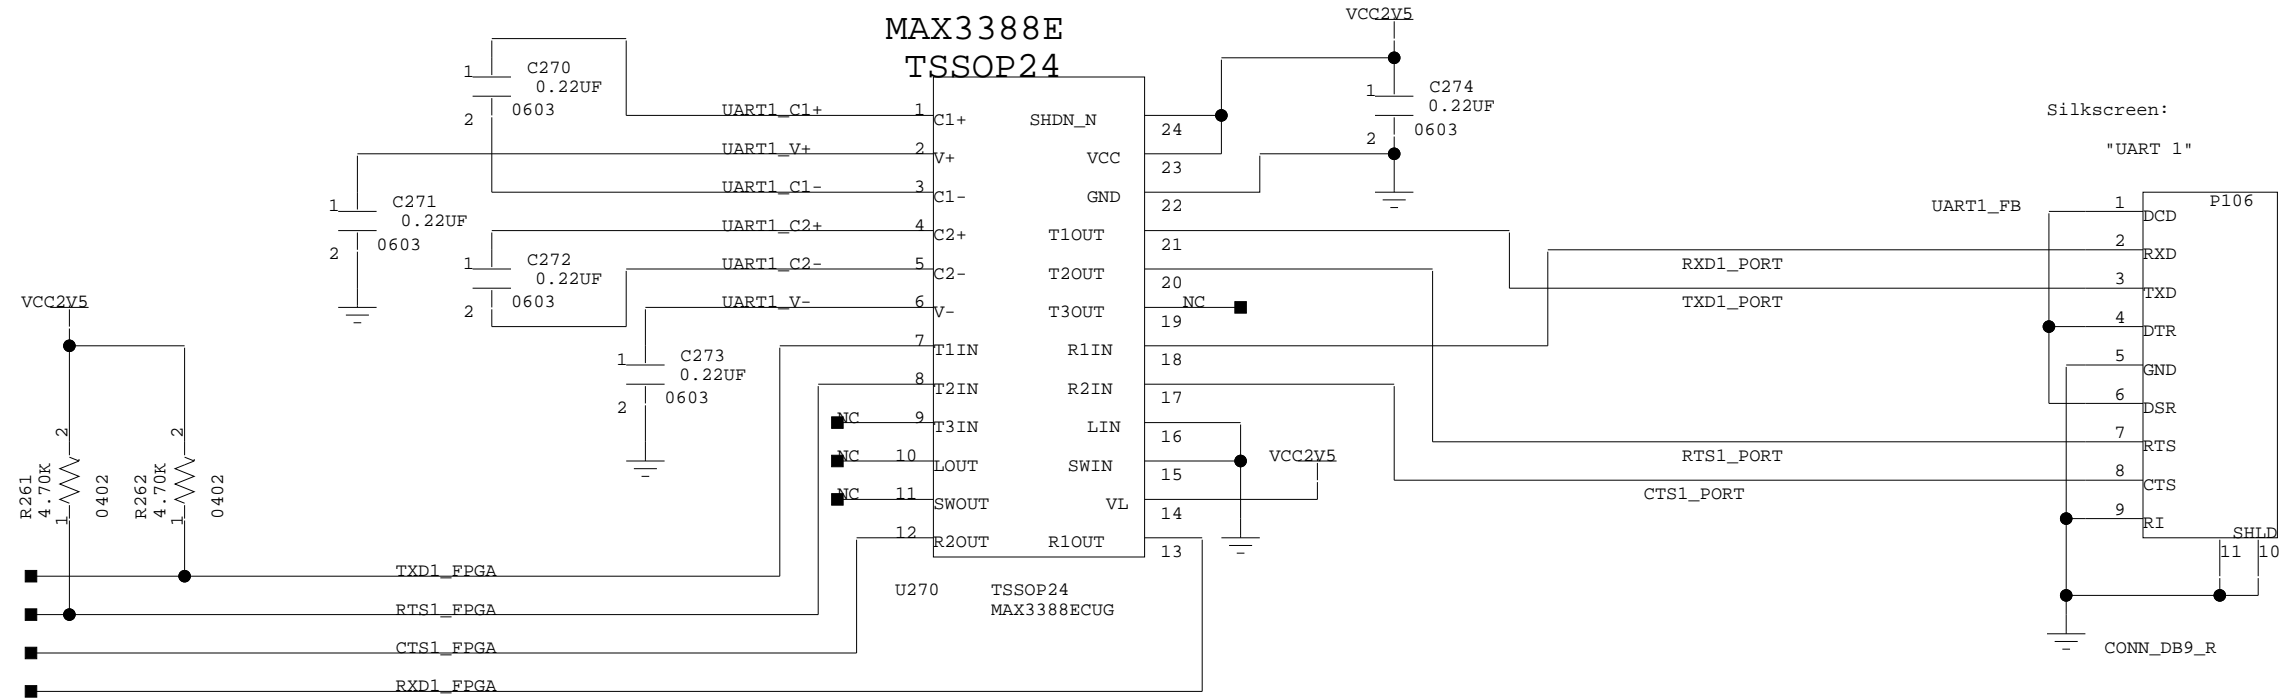 MAX3388E
TSSOP24
VCC2V5
1
C270
0.22UF
0603
2
1
C274
0.22UF
0603
2
Silkscreen:
"UART 1"
UART1_C1+
1
C1+
SHDN_N
24
UART1_V+
2
V+
VCC
23
UART1_C1-
3
C1-
GND
22
1
C271
0.22UF
0603
2
UART1_C2+
4
C2+
T1OUT
21
1
C272
0.22UF
0603
2
UART1_C2-
5
C2-
T2OUT
20
UART1_V-
6
V-
T3OUT
19
NC
VCC2V5
7
T1IN
R1IN
18
1
C273
0.22UF
0603
2
8
T2IN
R2IN
17
NC
9
T3IN
LIN
16
NC
10
LOUT
SWIN
15
VCC2V5
NC
11
SWOUT
VL
14
12
R2OUT
R1OUT
13
2
R261
4.70K
0402
1
2
R262
4.70K
0402
1
TXD1_FPGA
RTS1_FPGA
CTS1_FPGA
RXD1_FPGA
U270
TSSOP24
MAX3388ECUG
UART1_FB
P106
1
DCD
RXD1_PORT
2
RXD
TXD1_PORT
3
TXD
4
DTR
5
GND
6
DSR
RTS1_PORT
7
RTS
CTS1_PORT
8
CTS
9
RI
SHLD
11
10
CONN_DB9_R